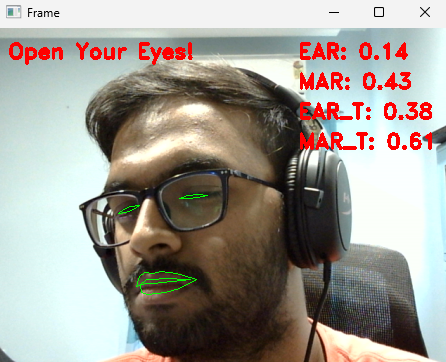 Frame
Open Your Eyes!
EAR: 0.14
MAR: 0.43
EAR_T: 0.38
MAR_T: 0.61